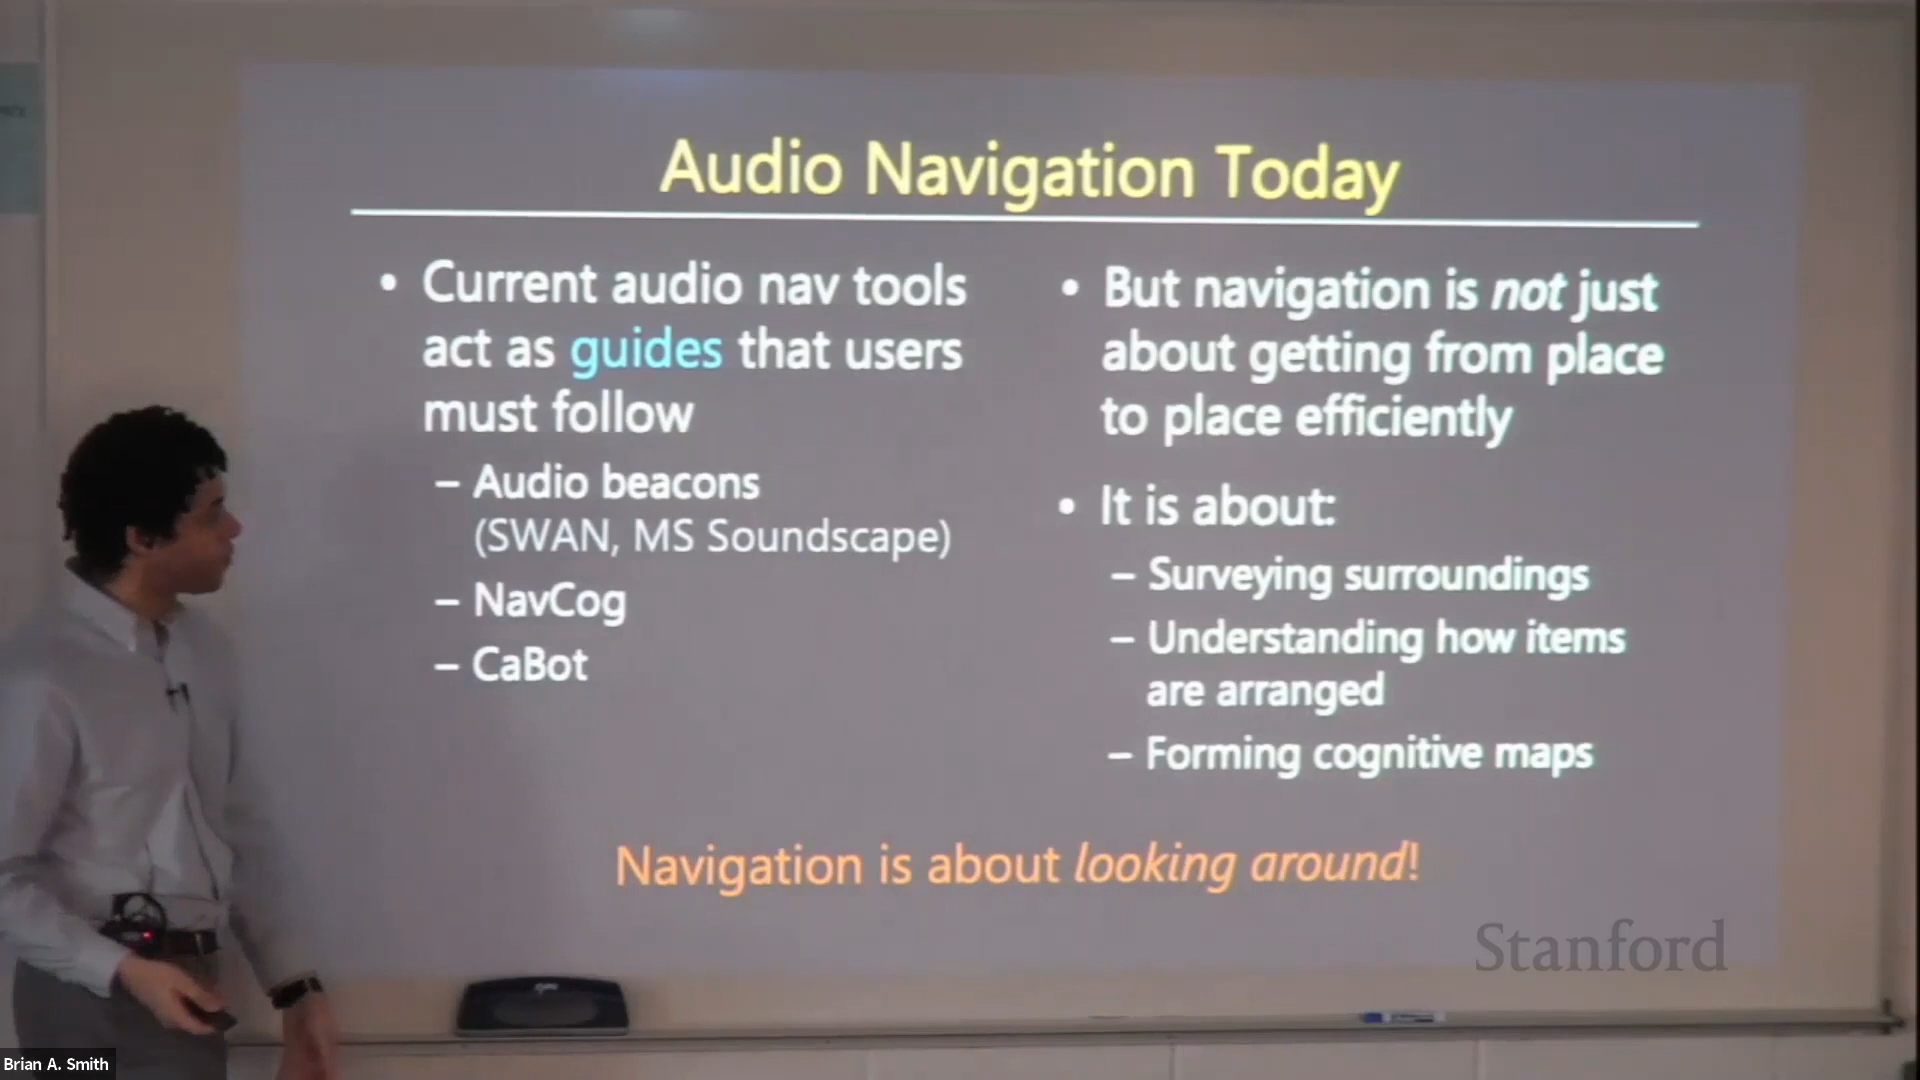 Audio Navigation Today
• Current audio nav tools
act as guides that users
must follow
– Audio beacons
(SWAN, MS Soundscape)
– NavCog
– CaBot
• But navigation is not just
about getting from place
to place efficiently
• It is about:
– Surveying surroundings
– Understanding how items
are arranged
– Forming cognitive maps
Navigation is about looking around!
Stanford
Brian A. Smith